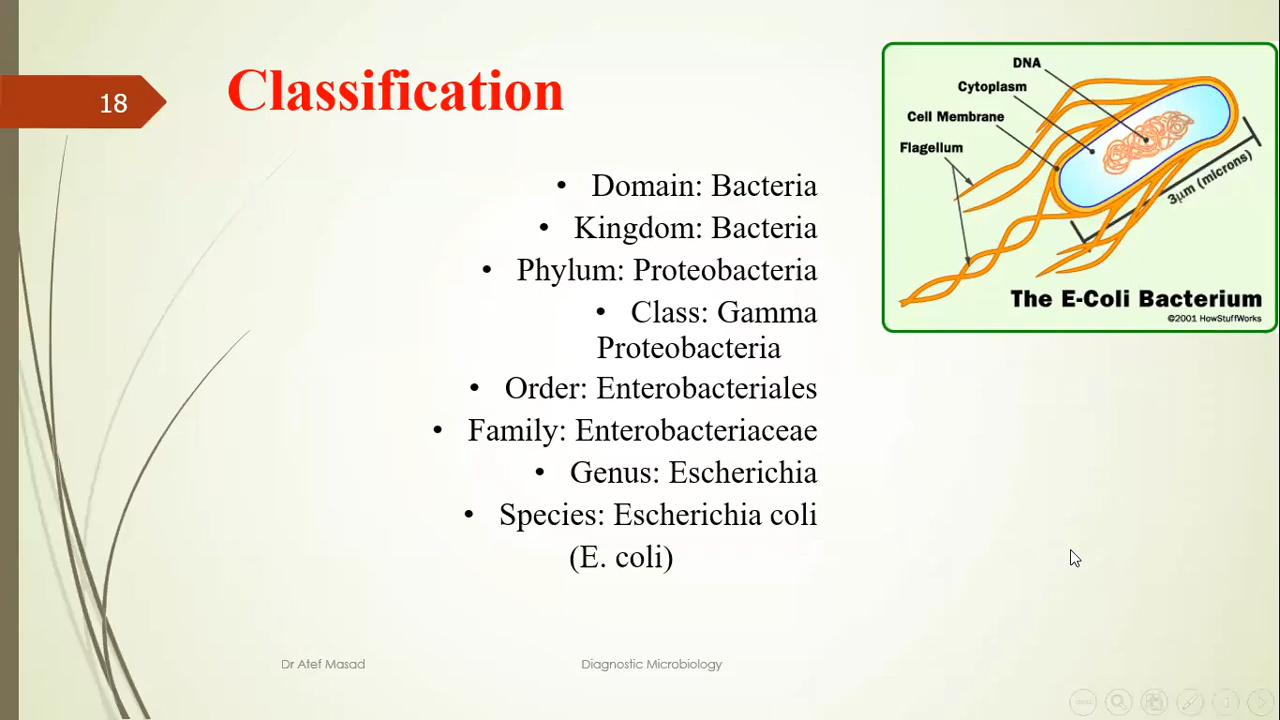 18
Classification
• Domain: Bacteria
• Kingdom: Bacteria
• Phylum: Proteobacteria
• Class: Gamma
Proteobacteria
• Order: Enterobacteriales
• Family: Enterobacteriaceae
• Genus: Escherichia
• Species: Escherichia coli
(E. coli)
DNA
Cytoplasm
Cell Membrane
Flagellum
3μm (microns)
The E-Coli Bacterium
©2001 HowStuffWorks
Dr Atef Masad
Diagnostic Microbiology